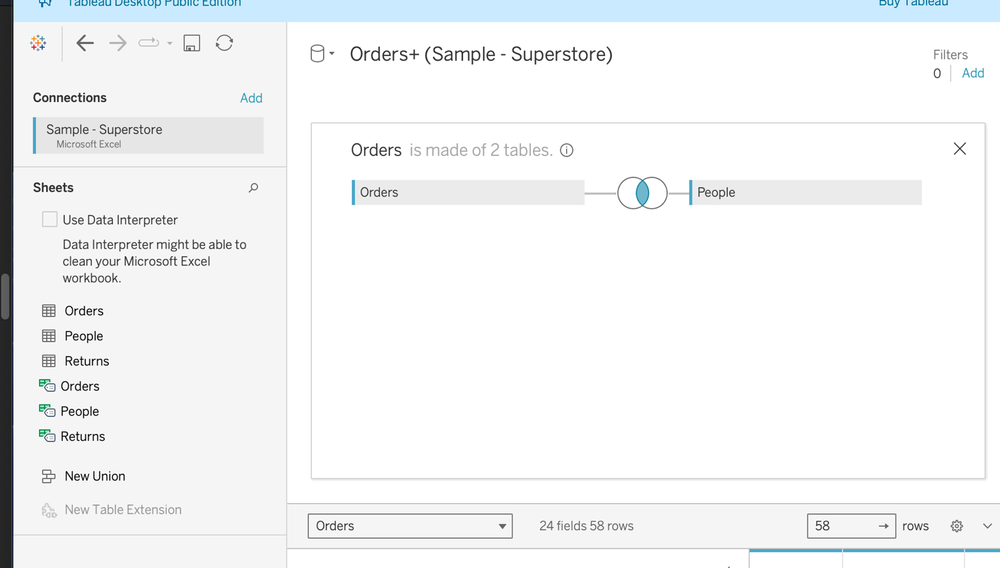 Tableau Desktop Public Edition
Buy Tableau
Orders+ (Sample - Superstore)
Filters
0
Add
Connections
Add
Sample - Superstore
Microsoft Excel
Orders is made of 2 tables.
Orders
People
Sheets
Use Data Interpreter
Data Interpreter might be able to
clean your Microsoft Excel
workbook.
Orders
People
Returns
Orders
People
Returns
New Union
New Table Extension
Orders
24 fields 58 rows
58
rows